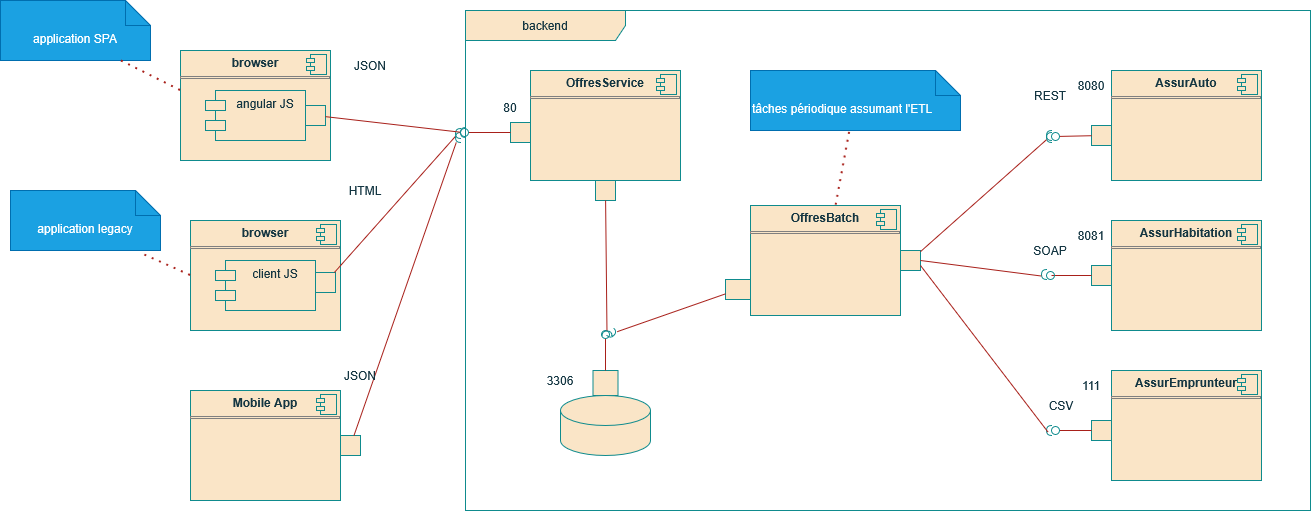 application SPA
browser
angular JS
JSON
application legacy
browser
client JS
HTML
Mobile App
JSON
backend
OffresService
80
3306
tâches périodique assumant l'ETL
OffresBatch
REST
8080
AssurAuto
SOAP
8081
AssurHabitation
CSV
111
AssurEmprunteur